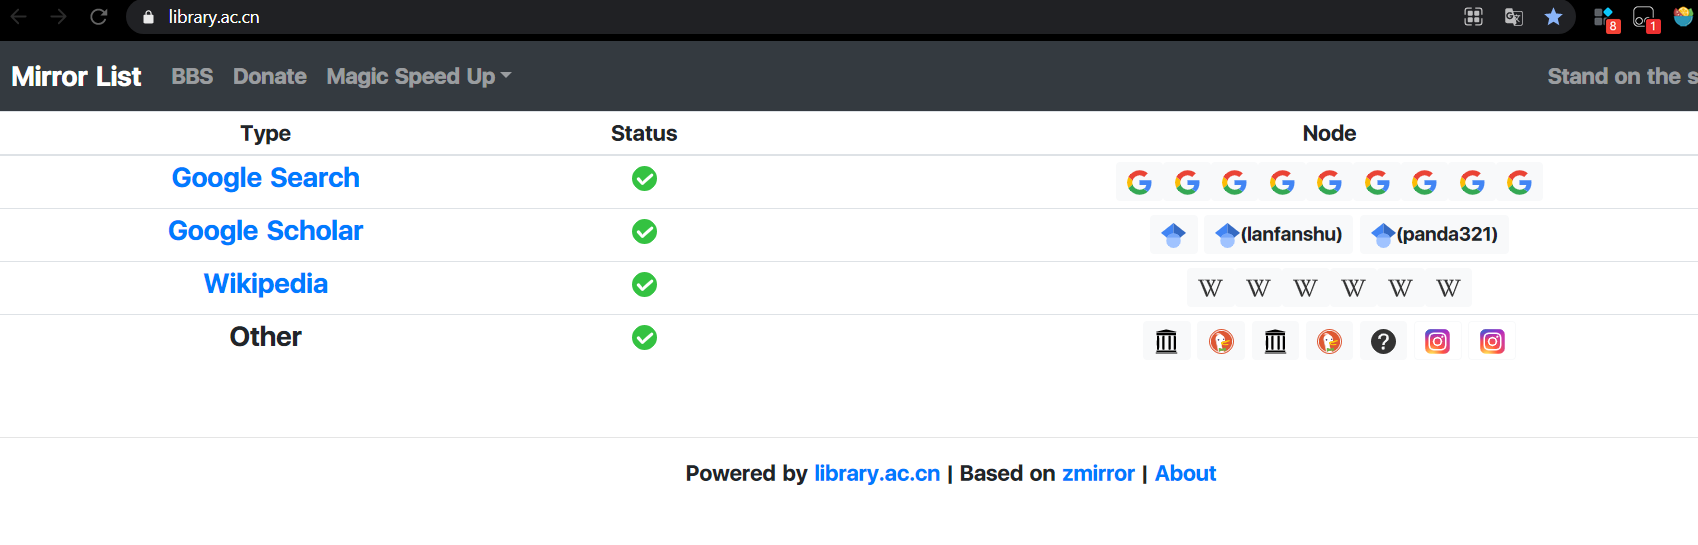 library.ac.cn
8 1
Mirror List BBS Donate Magic Speed Up Stand on the s
Type Status Node
Google Search
Google Scholar (lanfanshu) (panda321)
Wikipedia W W W W W W
Other ?
Powered by library.ac.cn | Based on zmirror | About